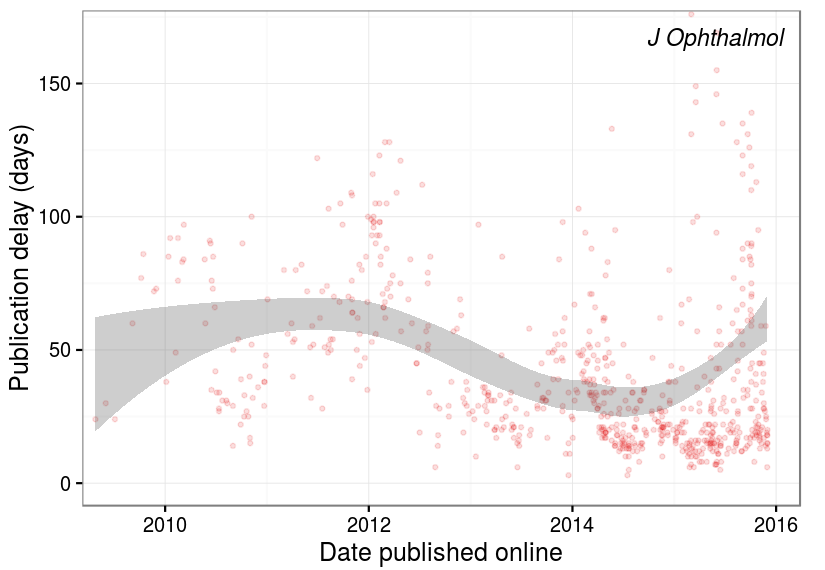 J Ophthalmol
Publication delay (days)
150
100
50
0
2010 2012 2014 2016
Date published online